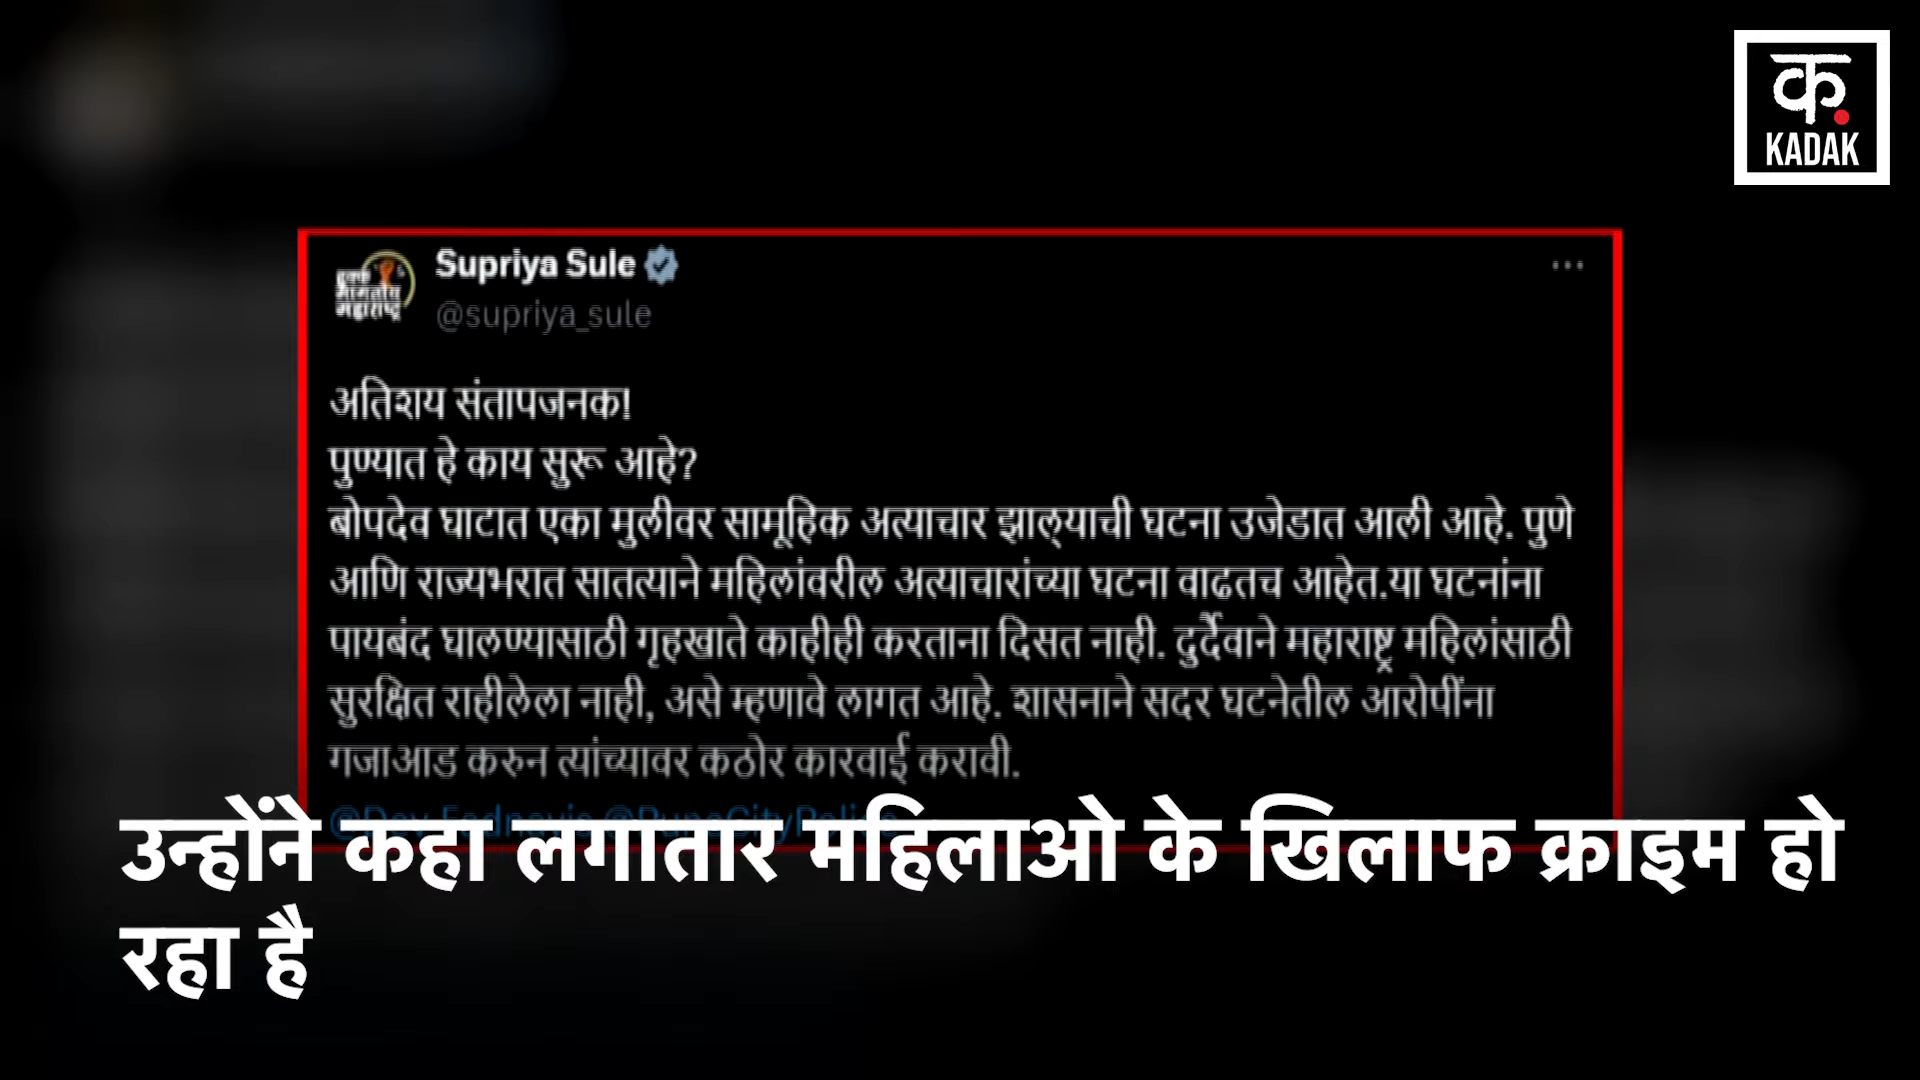 क
KADAK
Supriya Sule
@supriya_sule
अतिशय संतापजनक!
पुण्यात हे काय सुरू आहे?
बोपदेव घाटात एका मुलीवर सामूहिक अत्याचार झाल्याची घटना उजेडात आली आहे. पुणे
आणि राज्यभरात सातत्याने महिलांवरील अत्याचारांच्या घटना वाढतच आहेत.या घटनांना
पायबंद घालण्यासाठी गृहखाते काहीही करताना दिसत नाही. दुर्दैवाने महाराष्ट्र महिलांसाठी
सुरक्षित राहीलेला नाही, असे म्हणावे लागत आहे. शासनाने सदर घटनेतील आरोपींना
गजाआड करुन त्यांच्यावर कठोर कारवाई करावी.
@Dev_Fadnavis @PuneCityPolice
उन्होंने कहा लगातार महिलाओ के खिलाफ क्राइम हो
रहा है